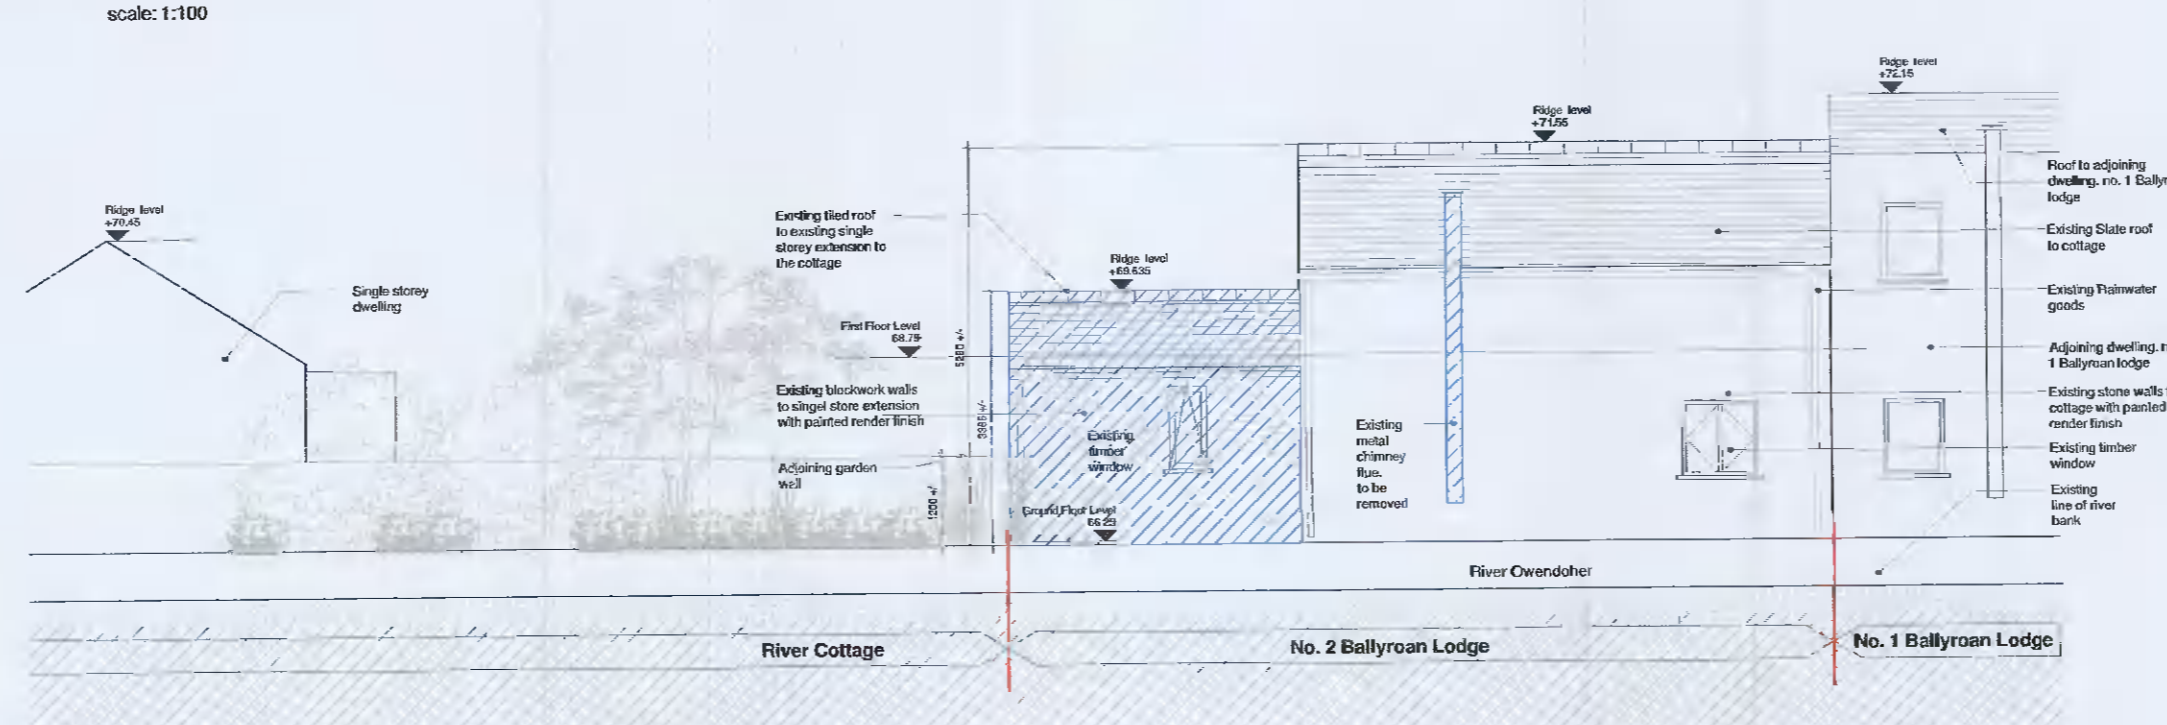 scale: 1:100
Ridge level
+70.45
Single storey
dwelling
Existing tiled roof
to existing single
storey extension to
the cottage
First Floor Level
68.79
Existing blockwork walls
to singel store extension
with painted render finish
Adjoining garden
wall
5280 +/-
1200 +/
Ridge level
+69.635
Existing
timber
window
Ground Floor Level
66.29
Ridge level
+71.55
Existing
metal
chimney
flue.
to be
removed
Ridge level
+72.15
Roof to adjoining
dwelling. no. 1 Bally
lodge
Existing Slate roof
to cottage
Existing Rainwater
goods
Adjoining dwelling. n
1 Ballyroan lodge
Existing stone walls
cottage with painted
render finish
Existing timber
window
Existing
line of river
bank
River Owendoher
River Cottage
No. 2 Ballyroan Lodge
No. 1 Ballyroan Lodge